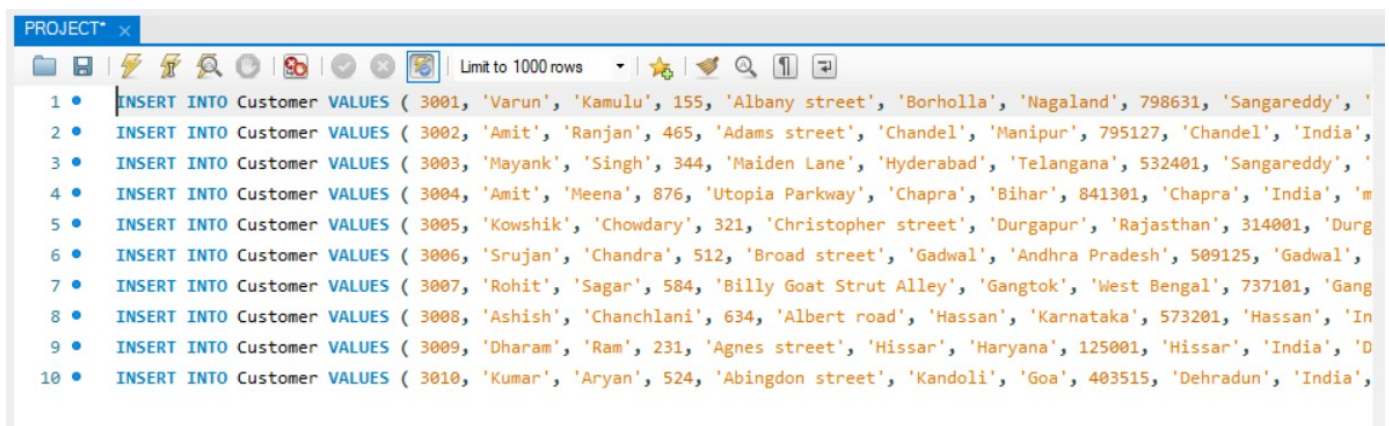 PROJECT* ×
Limit to 1000 rows
1 INSERT INTO Customer VALUES ( 3001, 'Varun', 'Kamulu', 155, 'Albany street', 'Borholla', 'Nagaland', 798631, 'Sangareddy', '
2 INSERT INTO Customer VALUES ( 3002, 'Amit', 'Ranjan', 465, 'Adams street', 'Chandel', 'Manipur', 795127, 'Chandel', 'India',
3 INSERT INTO Customer VALUES ( 3003, 'Mayank', 'Singh', 344, 'Maiden Lane', 'Hyderabad', 'Telangana', 532401, 'Sangareddy', '
4 INSERT INTO Customer VALUES ( 3004, 'Amit', 'Meena', 876, 'Utopia Parkway', 'Chapra', 'Bihar', 841301, 'Chapra', 'India', 'm
5 INSERT INTO Customer VALUES ( 3005, 'Kowshik', 'Chowdary', 321, 'Christopher street', 'Durgapur', 'Rajasthan', 314001, 'Durg
6 INSERT INTO Customer VALUES ( 3006, 'Srujan', 'Chandra', 512, 'Broad street', 'Gadwal', 'Andhra Pradesh', 509125, 'Gadwal',
7 INSERT INTO Customer VALUES ( 3007, 'Rohit', 'Sagar', 584, 'Billy Goat Strut Alley', 'Gangtok', 'West Bengal', 737101, 'Gang
8 INSERT INTO Customer VALUES ( 3008, 'Ashish', 'Chanchlani', 634, 'Albert road', 'Hassan', 'Karnataka', 573201, 'Hassan', 'In
9 INSERT INTO Customer VALUES ( 3009, 'Dharam', 'Ram', 231, 'Agnes street', 'Hissar', 'Haryana', 125001, 'Hissar', 'India', 'D
10 INSERT INTO Customer VALUES ( 3010, 'Kumar', 'Aryan', 524, 'Abingdon street', 'Kandoli', 'Goa', 403515, 'Dehradun', 'India',